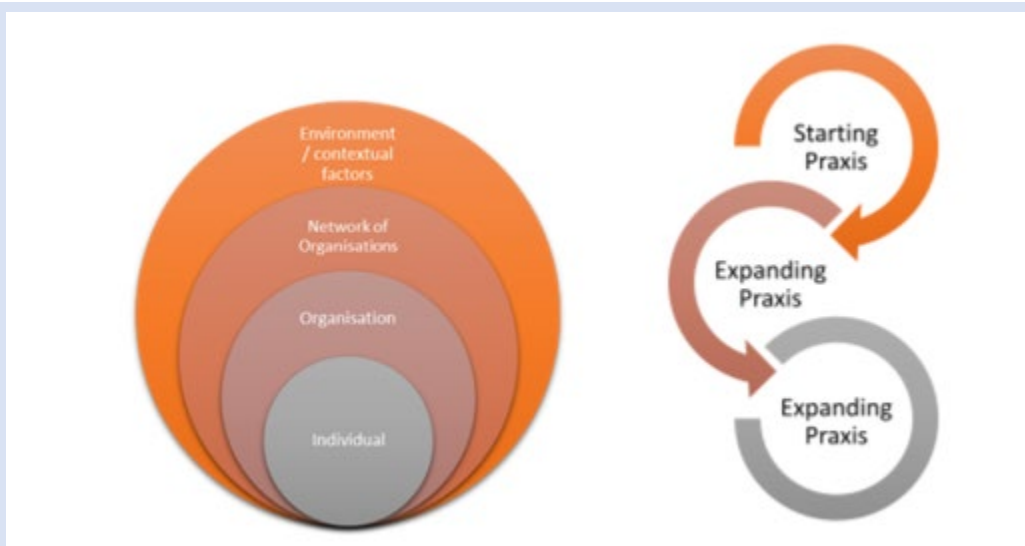 Environment
/ contextual
factors
Network of
Organisations
Organisation
Individual
Starting
Praxis
Expanding
Praxis
Expanding
Praxis